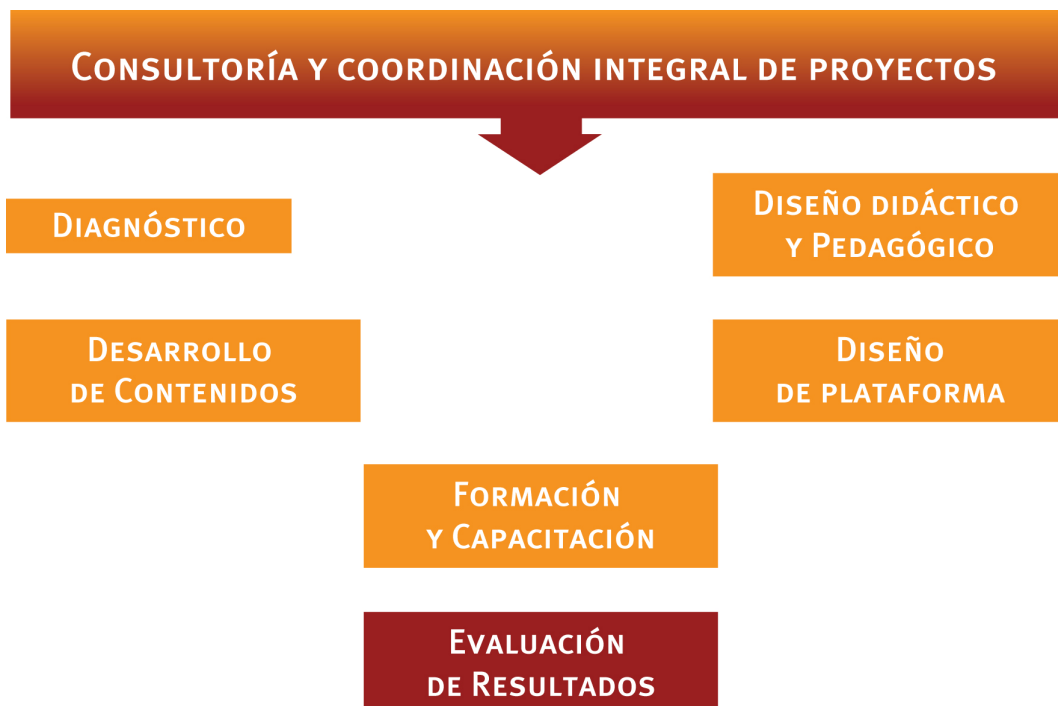 Consultoría y coordinación integral de proyectos
Diagnóstico
Diseño didáctico
y Pedagógico
Desarrollo
de Contenidos
Diseño
de plataforma
Formación
y Capacitación
Evaluación
de Resultados